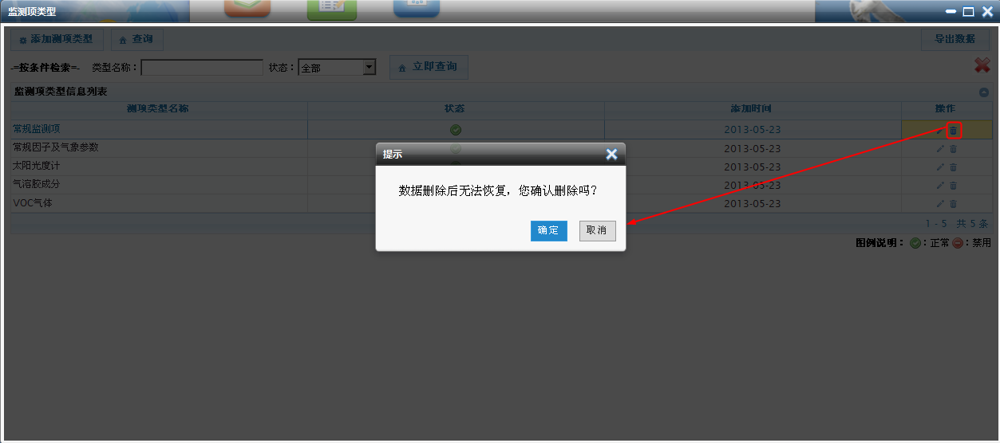 监测项类型
添加测项类型 查询 导出数据
-=按条件检索=- 类型名称： 状态： 全部 立即查询
监测项类型信息列表
测项类型名称 状态 添加时间 操作
常规监测项 2013-05-23
常规因子及气象参数 2013-05-23
太阳光度计 2013-05-23
气溶胶成分 2013-05-23
VOC气体 2013-05-23
提示
数据删除后无法恢复，您确认删除吗？
确定 取消
1 - 5 共 5 条
图例说明： ：正常 ：禁用